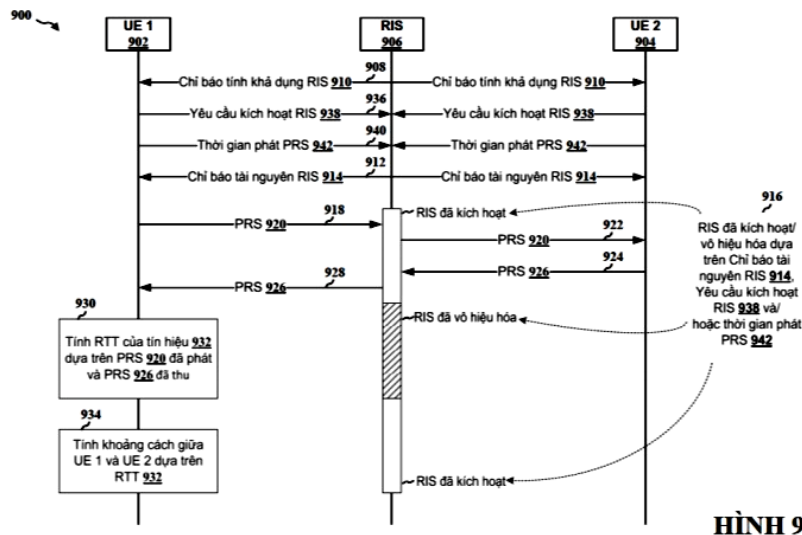 900
UE 1
902
RIS
906
UE 2
904
908
Chỉ báo tính khả dụng RIS 910
Chỉ báo tính khả dụng RIS 910
936
Yêu cầu kích hoạt RIS 938
Yêu cầu kích hoạt RIS 938
940
Thời gian phát PRS 942
Thời gian phát PRS 942
912
Chỉ báo tài nguyên RIS 914
Chỉ báo tài nguyên RIS 914
918
PRS 920
RIS đã kích hoạt
922
PRS 920
924
PRS 926
928
PRS 926
916
RIS đã kích hoạt/
vô hiệu hóa dựa
trên Chỉ báo tài
nguyên RIS 914,
Yêu cầu kích hoạt
RIS 938 và/
hoặc thời gian phát
PRS 942
RIS đã vô hiệu hóa
930
Tính RTT của tín hiệu 932
dựa trên PRS 920 đã phát
và PRS 926 đã thu
934
Tính khoảng cách giữa
UE 1 và UE 2 dựa trên
RTT 932
RIS đã kích hoạt
HÌNH 9